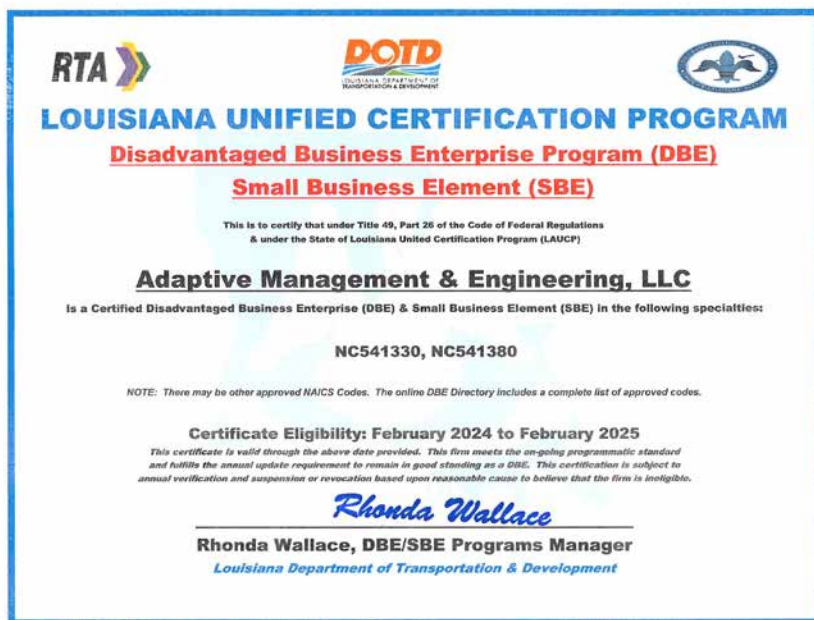 RTA
DOTD
LOUISIANA DEPARTMENT OF
TRANSPORTATION & DEVELOPMENT
LOUISIANA UNIFIED CERTIFICATION PROGRAM
Disadvantaged Business Enterprise Program (DBE)
Small Business Element (SBE)
This is to certify that under Title 49, Part 26 of the Code of Federal Regulations
& under the State of Louisiana United Certification Program (LAUCP)
Adaptive Management & Engineering, LLC
is a Certified Disadvantaged Business Enterprise (DBE) & Small Business Element (SBE) in the following specialties:
NC541330, NC541380
NOTE: There may be other approved NAICS Codes. The online DBE Directory includes a complete list of approved codes.
Certificate Eligibility: February 2024 to February 2025
This certificate is valid through the above date provided. This firm meets the on-going programmatic standard
and fulfills the annual update requirement to remain in good standing as a DBE. This certification is subject to
annual verification and suspension or revocation based upon reasonable cause to believe that the firm is ineligible.
Rhonda Wallace
Rhonda Wallace, DBE/SBE Programs Manager
Louisiana Department of Transportation & Development